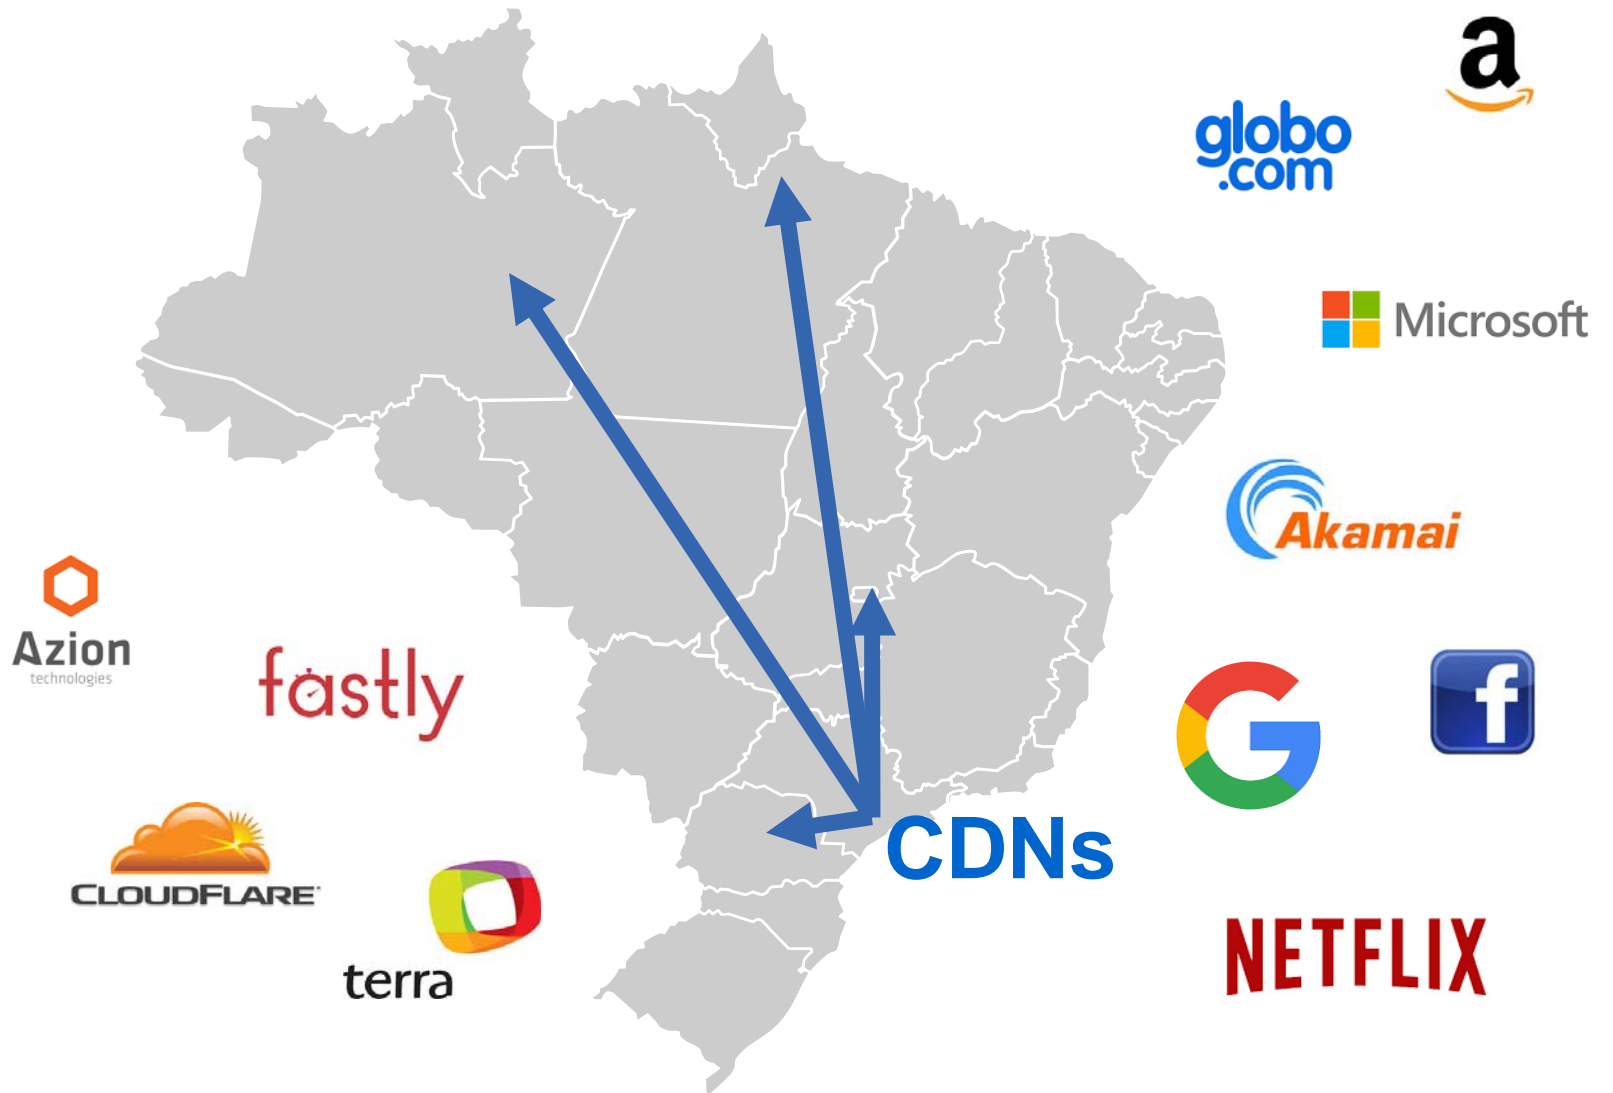 a
globo
.com
Microsoft
Akamai
Azion
technologies
fastly
f
G
CLOUDFLARE
CDNs
terra
NETFLIX